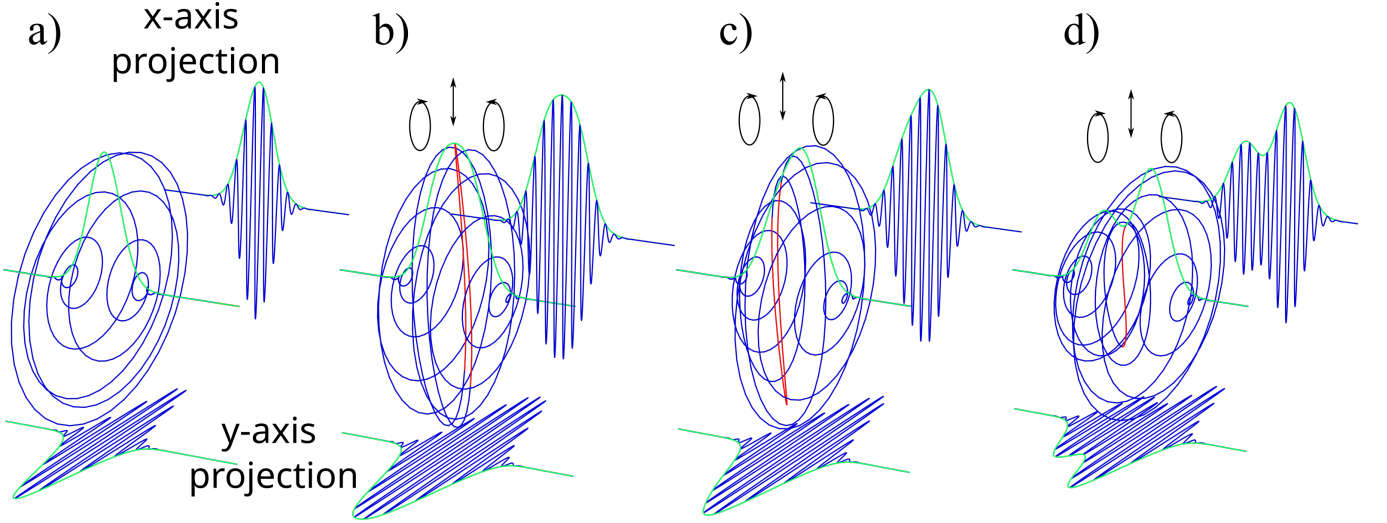 a)
x-axis
projection
b)
c)
d)
y-axis
projection